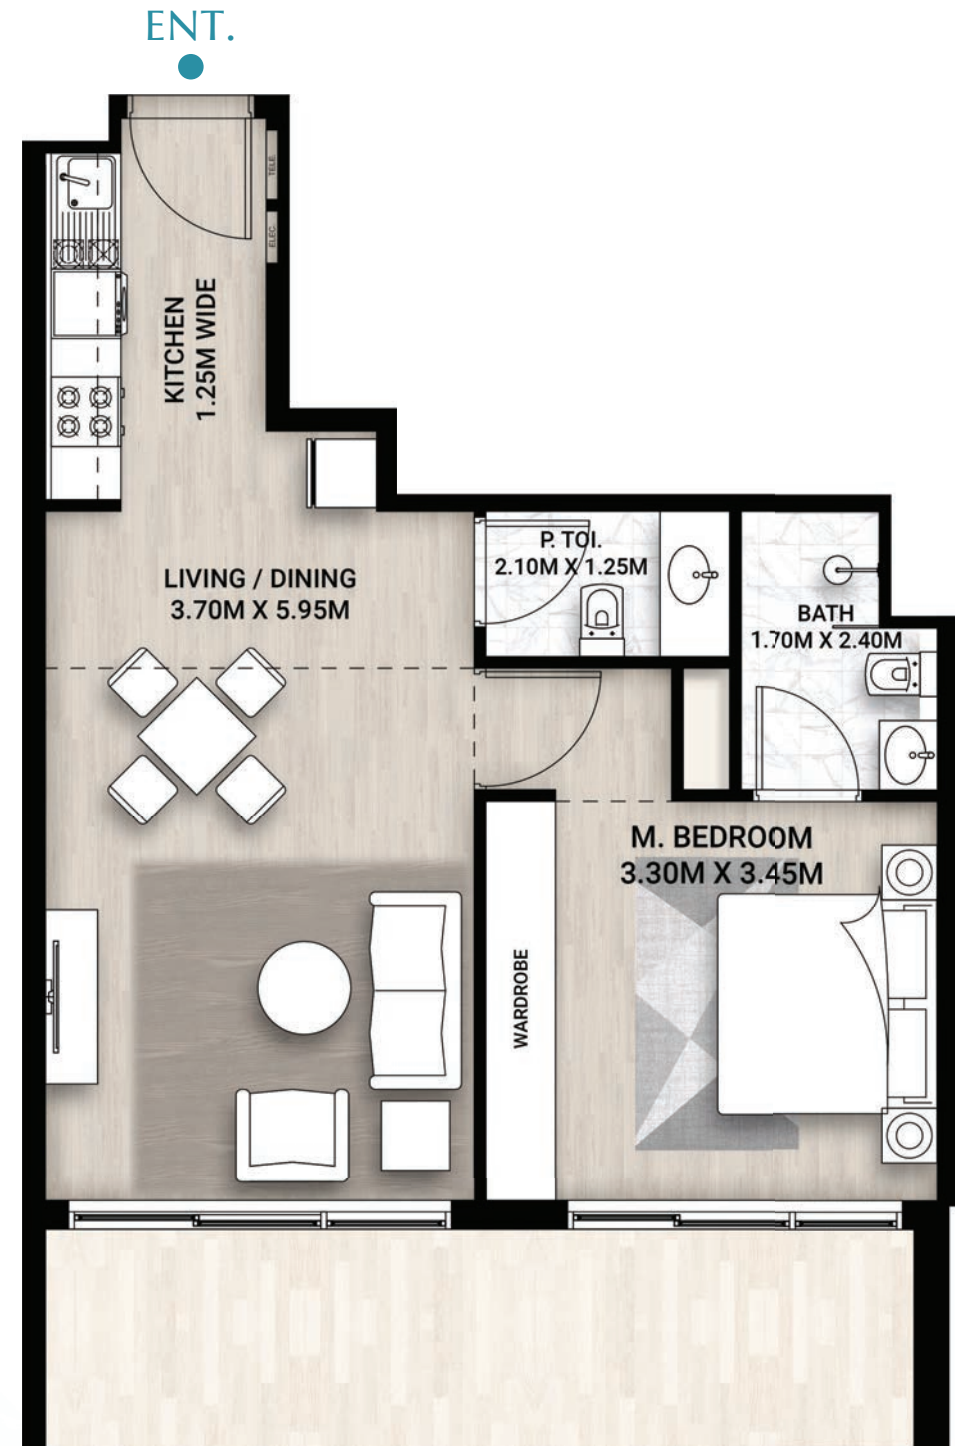 ENT.
TELE.
ELEC.
KITCHEN
1.25M WIDE
P. TOI.
2.10M X 1.25M
LIVING / DINING
3.70M X 5.95M
BATH
1.70M X 2.40M
M. BEDROOM
3.30M X 3.45M
WARDROBE